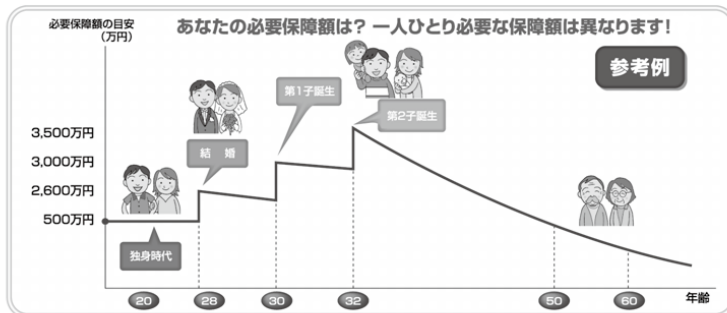 必要保障額の目安
(万円)
あなたの必要保障額は? 一人ひとり必要な保障額は異なります!
参考例
第1子誕生
第2子誕生
結 婚
独身時代
3,500万円
3,000万円
2,600万円
500万円
20
28
30
32
50
60
年齢